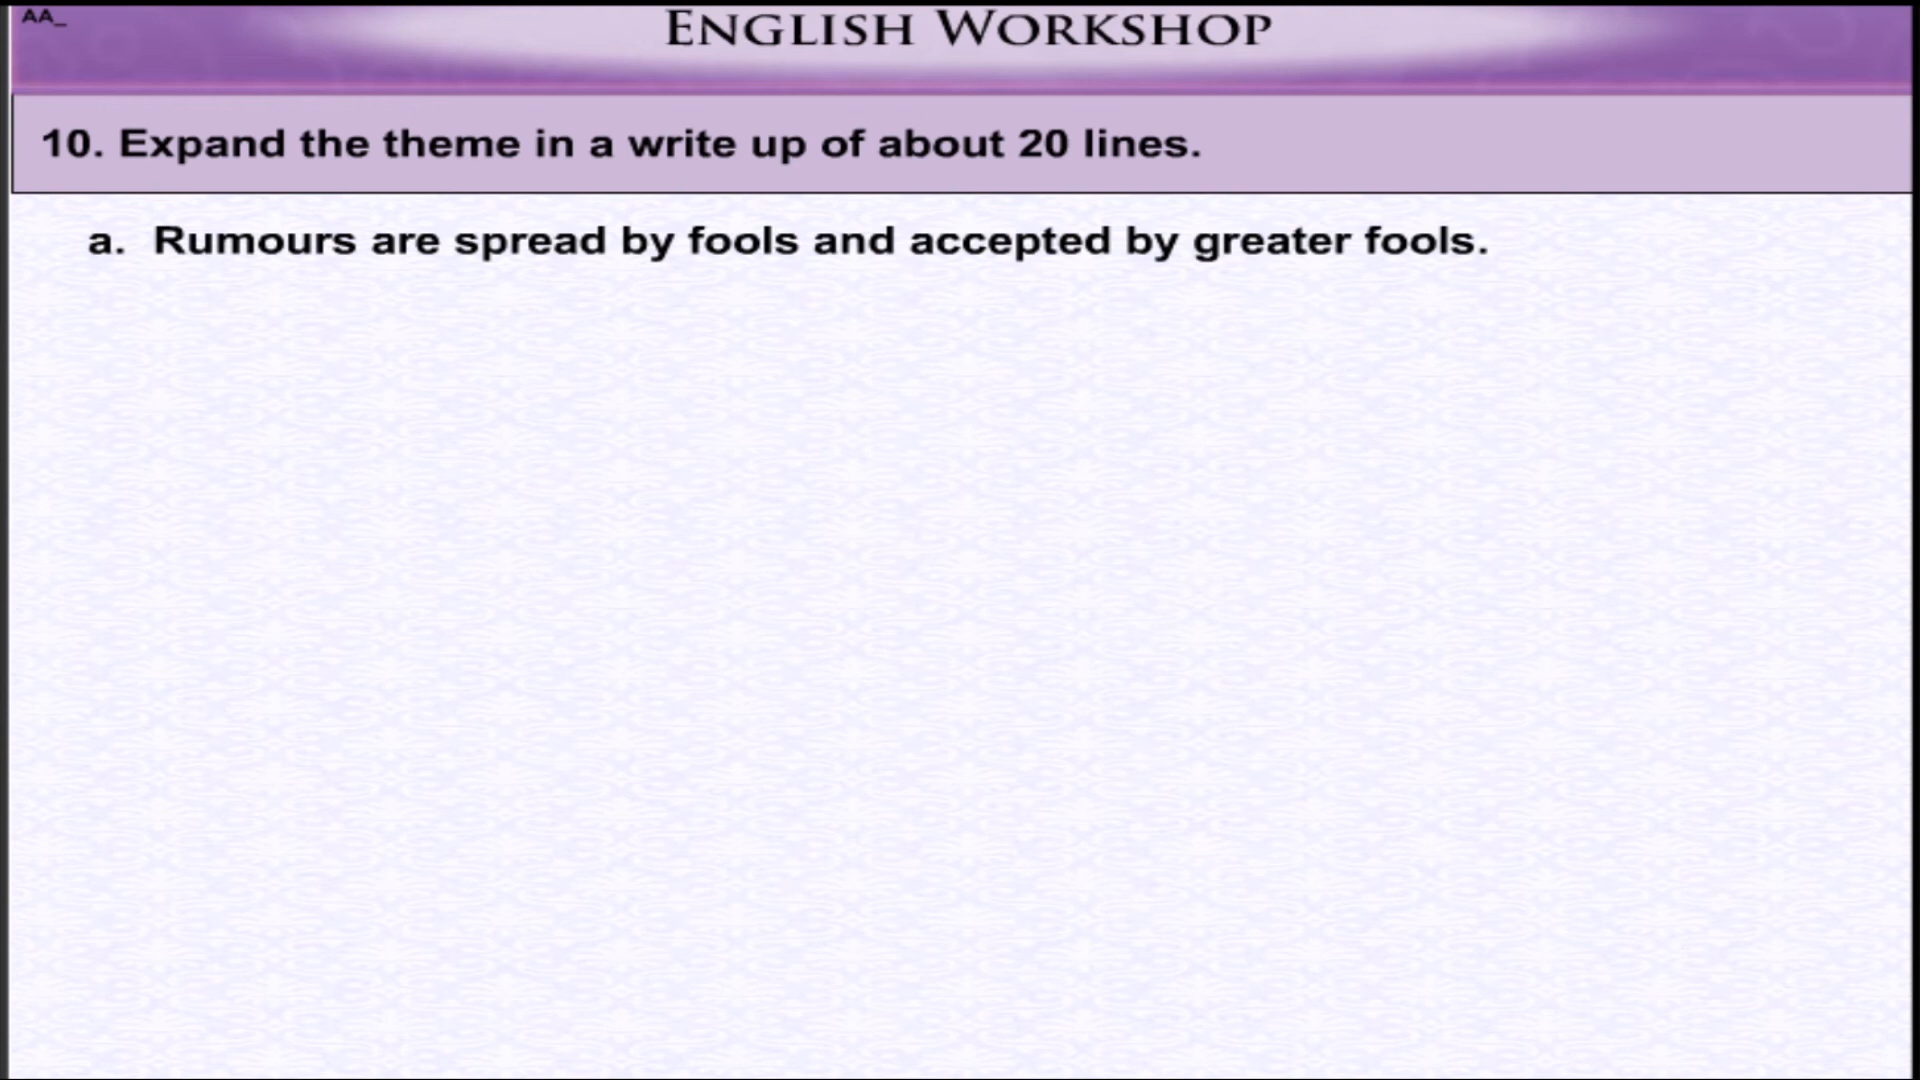 AA_
ENGLISH WORKSHOP
10. Expand the theme in a write up of about 20 lines.
a. Rumours are spread by fools and accepted by greater fools.